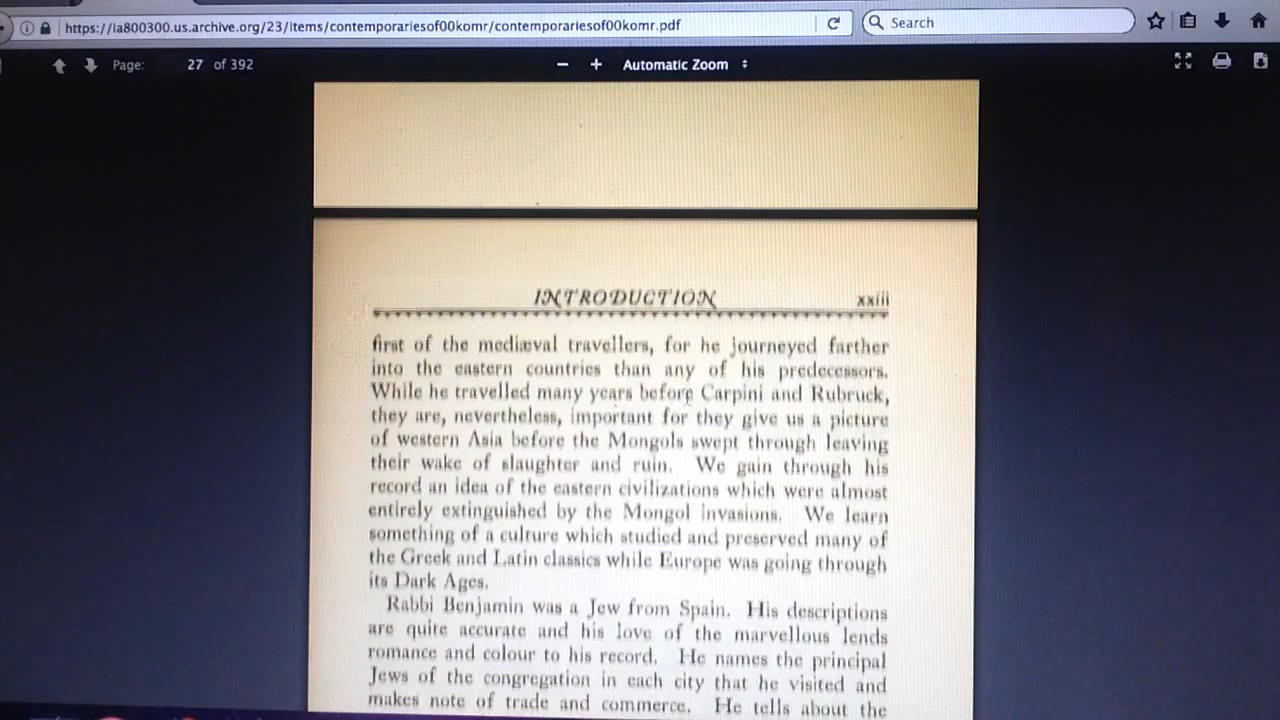 https://ia800300.us.archive.org/23/items/contemporariesof00komr/contemporariesof00komr.pdf
Search
Page: 27 of 392
Automatic Zoom
INTRODUCTION xxiii
first of the mediæval travellers, for he journeyed farther
into the eastern countries than any of his predecessors.
While he travelled many years before Carpini and Rubruck,
they are, nevertheless, important for they give us a picture
of western Asia before the Mongols swept through leaving
their wake of slaughter and ruin. We gain through his
record an idea of the eastern civilizations which were almost
entirely extinguished by the Mongol invasions. We learn
something of a culture which studied and preserved many of
the Greek and Latin classics while Europe was going through
its Dark Ages.
Rabbi Benjamin was a Jew from Spain. His descriptions
are quite accurate and his love of the marvellous lends
romance and colour to his record. He names the principal
Jews of the congregation in each city that he visited and
makes note of trade and commerce. He tells about the